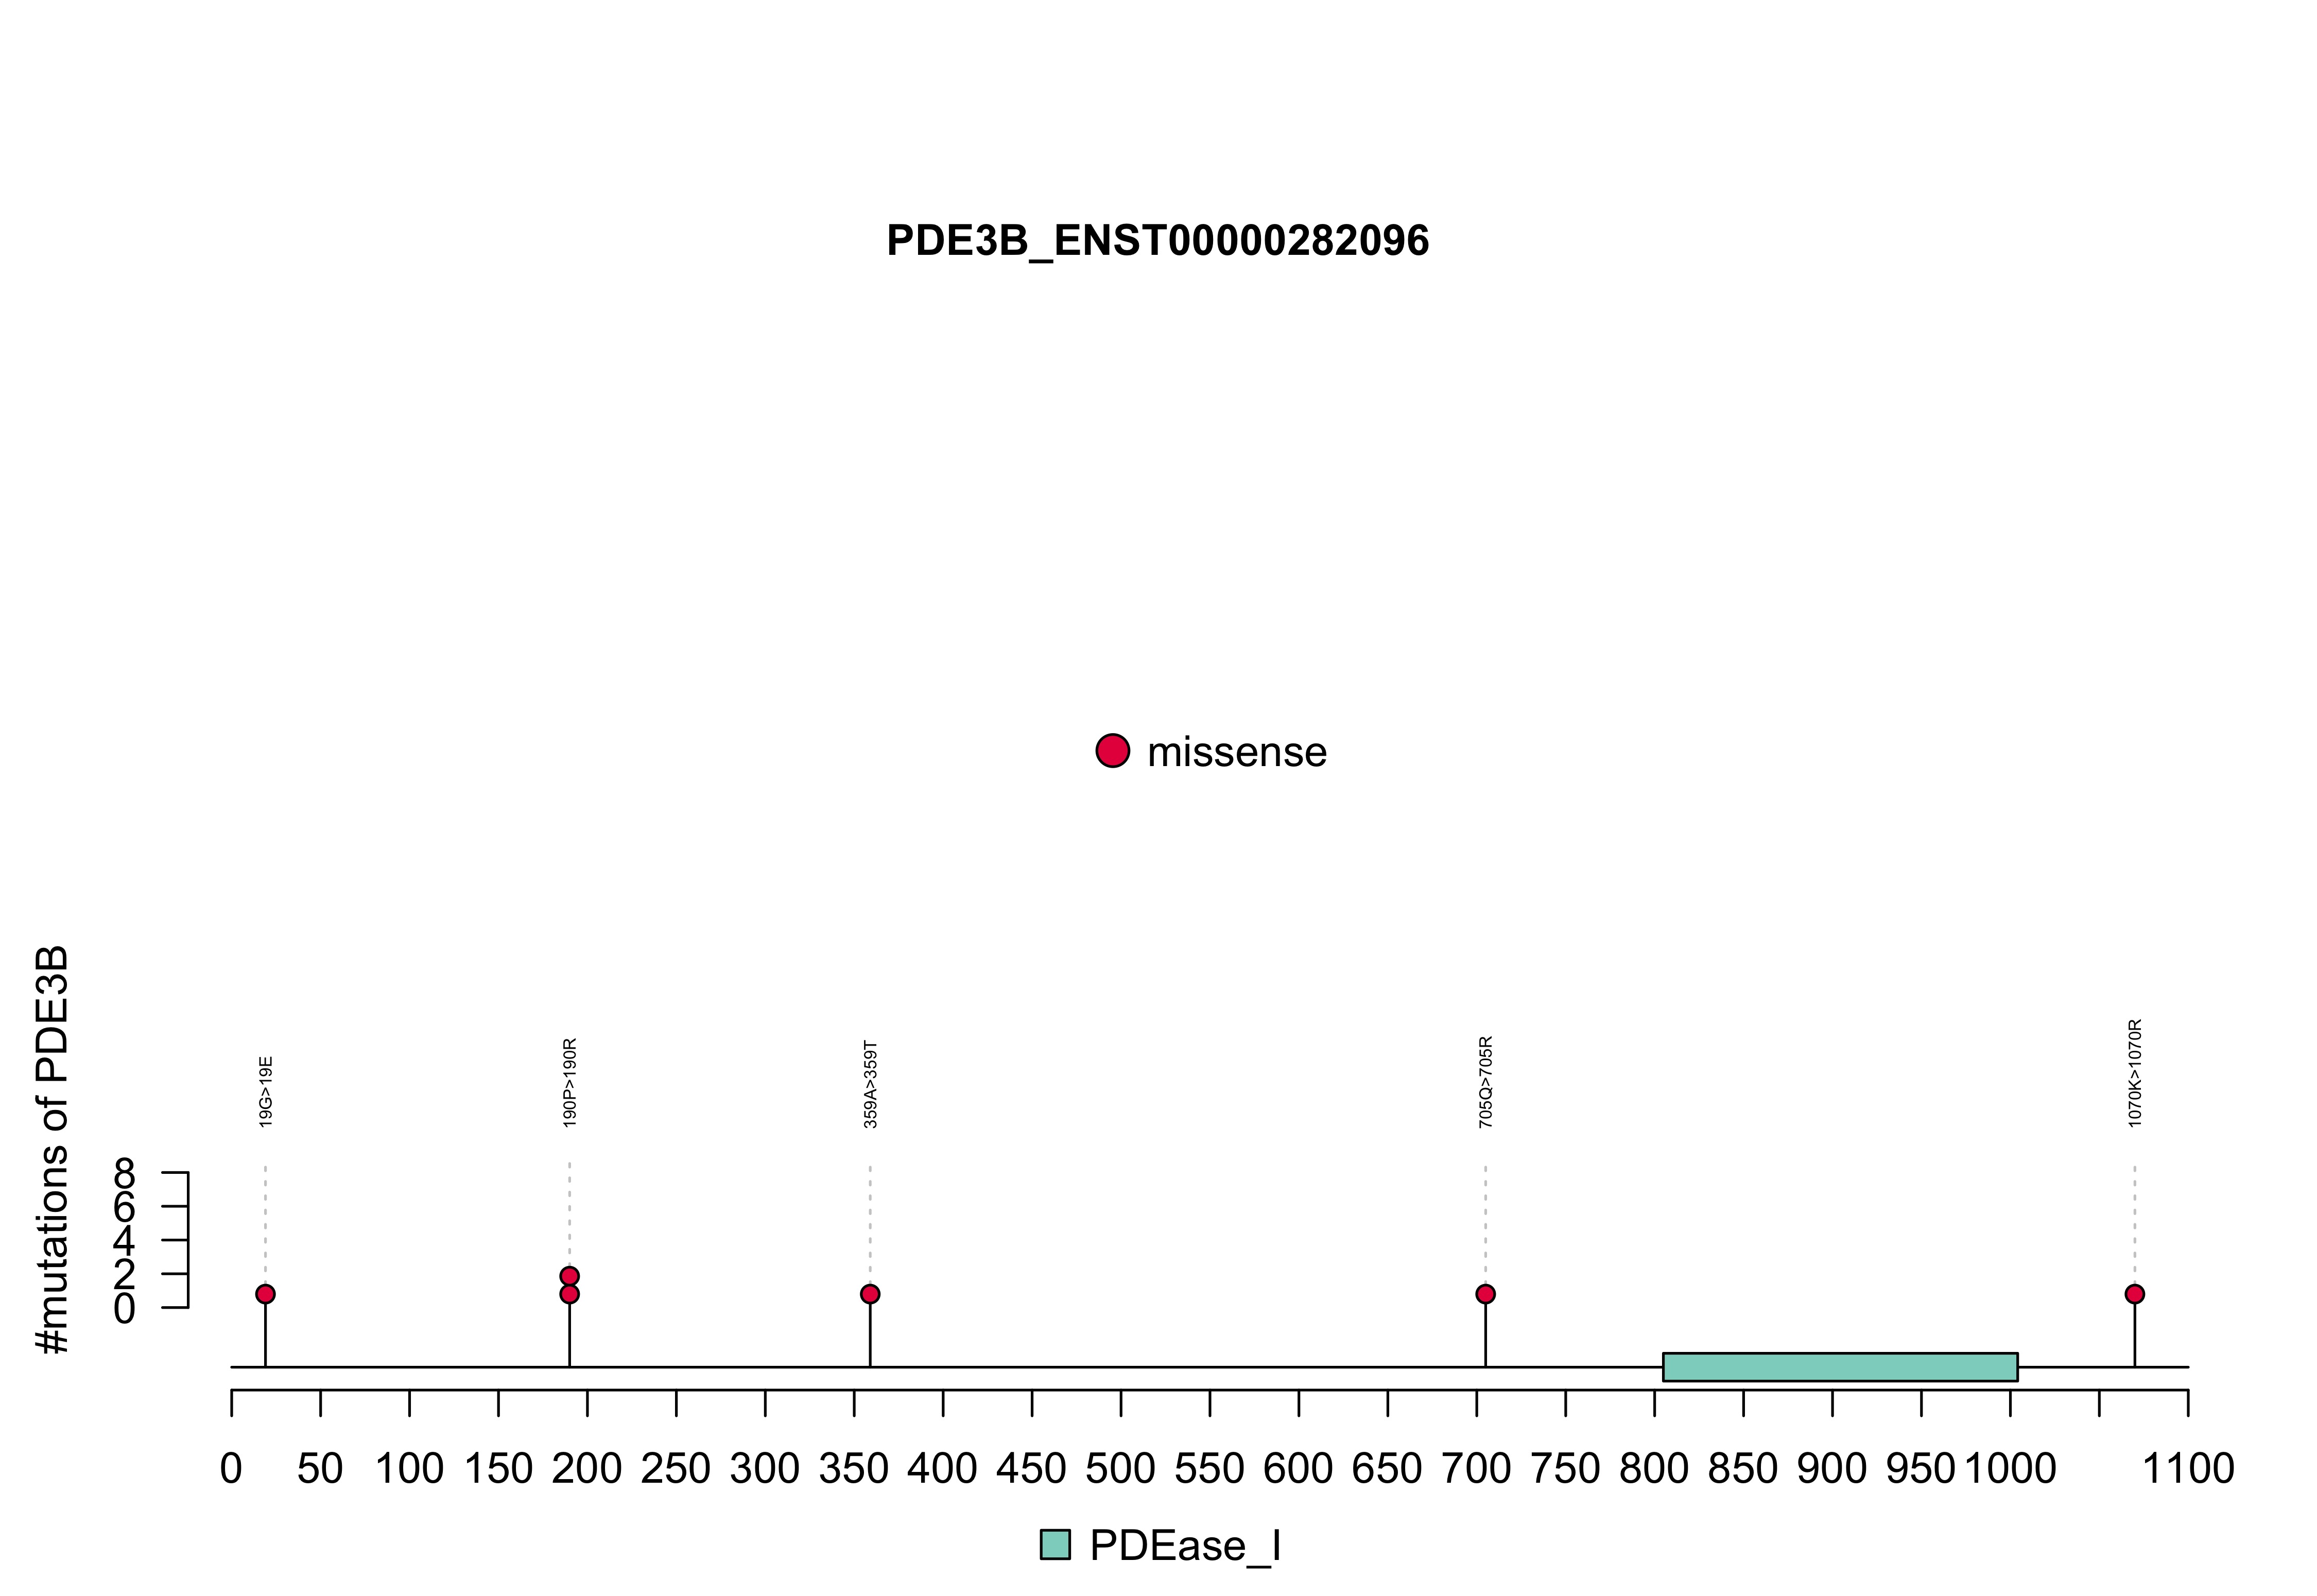 PDE3B_ENST00000282096
missense
#mutations of PDE3B
19G>19E
190P>190R
359A>359T
705Q>705R
1070K>1070R
8
6
4
2
0
0 50 100 150 200 250 300 350 400 450 500 550 600 650 700 750 800 850 900 950 1000 1100
PDEase_I